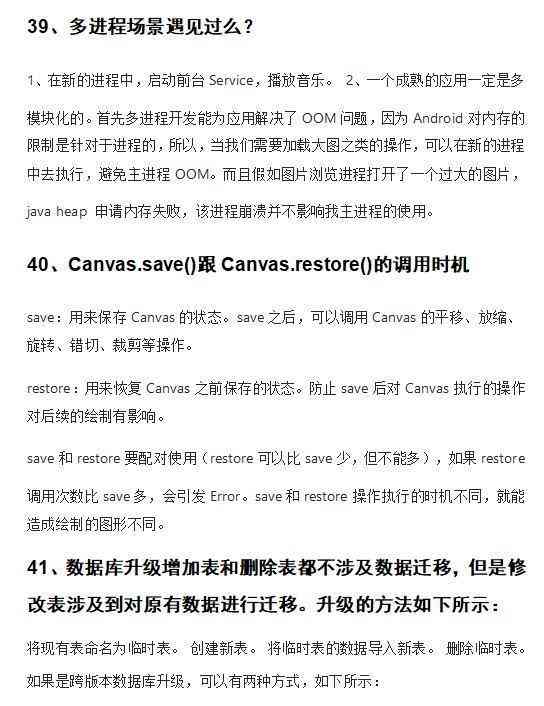 39、多进程场景遇见过么？
1、在新的进程中，启动前台 Service，播放音乐。 2、一个成熟的应用一定是多
模块化的。首先多进程开发能为应用解决了 OOM 问题，因为 Android 对内存的
限制是针对于进程的，所以，当我们需要加载大图之类的操作，可以在新的进程
中去执行，避免主进程 OOM。而且假如图片浏览进程打开了一个过大的图片，
java heap 申请内存失败，该进程崩溃并不影响我主进程的使用。
40、Canvas.save()跟 Canvas.restore()的调用时机
save：用来保存 Canvas 的状态。save 之后，可以调用 Canvas 的平移、放缩、
旋转、错切、裁剪等操作。
restore：用来恢复 Canvas 之前保存的状态。防止 save 后对 Canvas 执行的操作
对后续的绘制有影响。
save 和 restore 要配对使用（restore 可以比 save 少，但不能多），如果 restore
调用次数比 save 多，会引发 Error。save 和 restore 操作执行的时机不同，就能
造成绘制的图形不同。
41、数据库升级增加表和删除表都不涉及数据迁移，但是修
改表涉及到对原有数据进行迁移。升级的方法如下所示：
将现有表命名为临时表。 创建新表。 将临时表的数据导入新表。 删除临时表。
如果是跨版本数据库升级，可以有两种方式，如下所示：